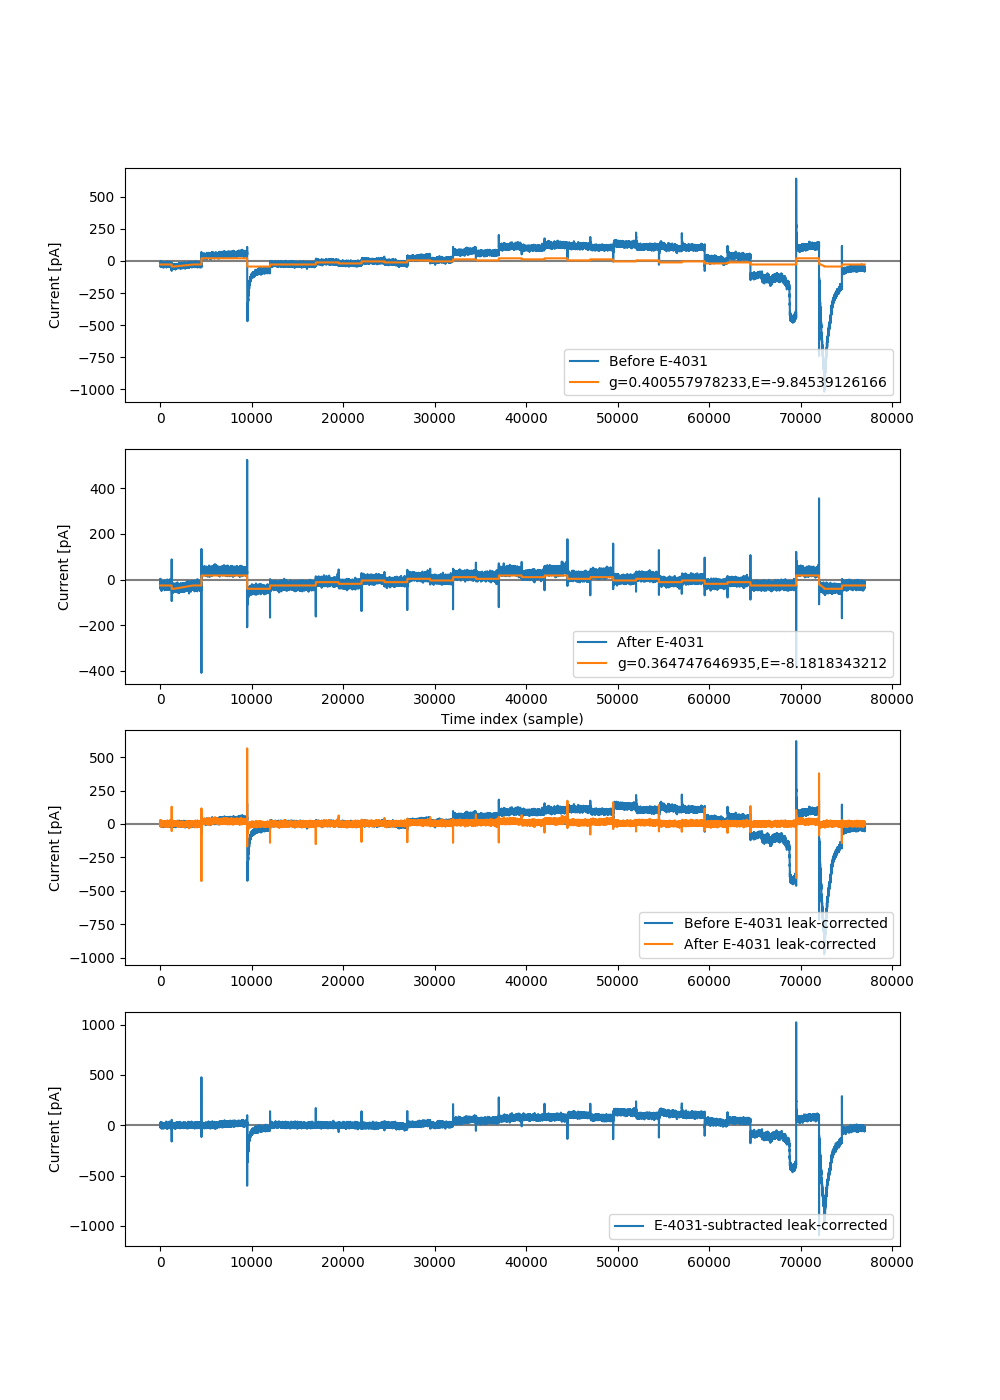 500
250
0
−250
−500
−750
−1000
Current [pA]
Before E-4031
g=0.400557978233,E=-9.84539126166
0 10000 20000 30000 40000 50000 60000 70000 80000
400
200
0
−200
−400
Current [pA]
After E-4031
g=0.364747646935,E=-8.1818343212
0 10000 20000 30000 40000 50000 60000 70000 80000
Time index (sample)
500
250
0
−250
−500
−750
−1000
Current [pA]
Before E-4031 leak-corrected
After E-4031 leak-corrected
0 10000 20000 30000 40000 50000 60000 70000 80000
1000
500
0
−500
−1000
Current [pA]
E-4031-subtracted leak-corrected
0 10000 20000 30000 40000 50000 60000 70000 80000